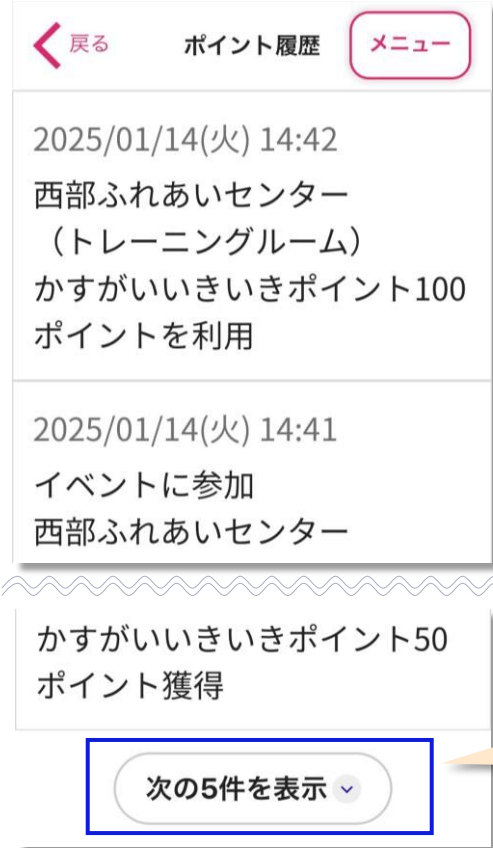 戻る
ポイント履歴
メニュー
2025/01/14(火) 14:42
西部ふれあいセンター
（トレーニングルーム）
かすがいいきいきポイント100
ポイントを利用
2025/01/14(火) 14:41
イベントに参加
西部ふれあいセンター
かすがいいきいきポイント50
ポイント獲得
次の5件を表示